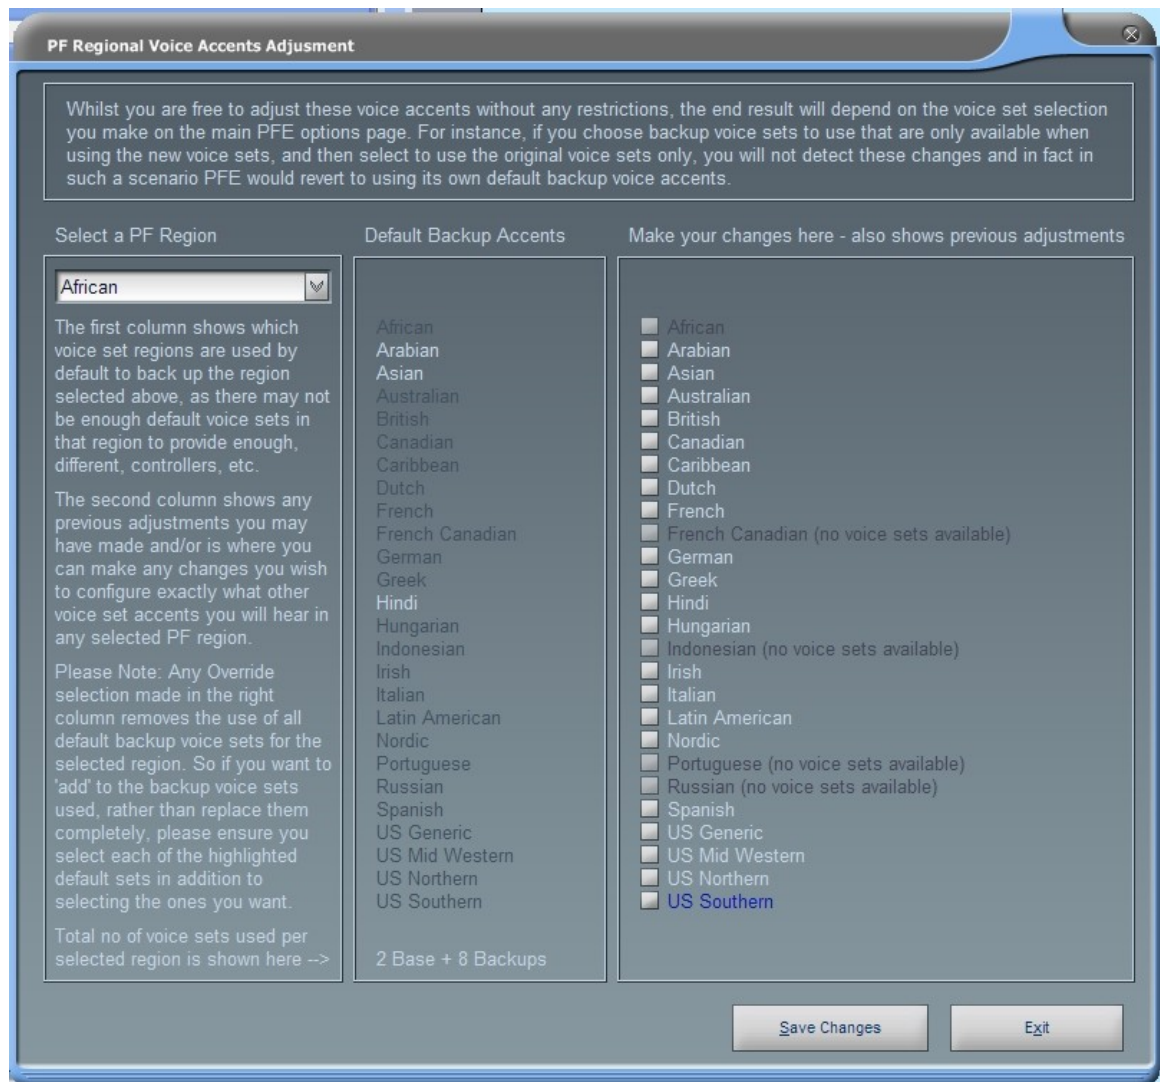 PF Regional Voice Accents Adjusment
Whilst you are free to adjust these voice accents without any restrictions, the end result will depend on the voice set selection
you make on the main PFE options page. For instance, if you choose backup voice sets to use that are only available when
using the new voice sets, and then select to use the original voice sets only, you will not detect these changes and in fact in
such a scenario PFE would revert to using its own default backup voice accents.
Select a PF Region
African
The first column shows which
voice set regions are used by
default to back up the region
selected above, as there may not
be enough default voice sets in
that region to provide enough,
different, controllers, etc.
The second column shows any
previous adjustments you may
have made and/or is where you
can make any changes you wish
to configure exactly what other
voice set accents you will hear in
any selected PF region.
Please Note: Any Override
selection made in the right
column removes the use of all
default backup voice sets for the
selected region. So if you want to
'add' to the backup voice sets
used, rather than replace them
completely, please ensure you
select each of the highlighted
default sets in addition to
selecting the ones you want.
Total no of voice sets used per
selected region is shown here -->
Default Backup Accents
African
Arabian
Asian
Australian
British
Canadian
Caribbean
Dutch
French
French Canadian
German
Greek
Hindi
Hungarian
Indonesian
Irish
Italian
Latin American
Nordic
Portuguese
Russian
Spanish
US Generic
US Mid Western
US Northern
US Southern
2 Base + 8 Backups
Make your changes here - also shows previous adjustments
African
Arabian
Asian
Australian
British
Canadian
Caribbean
Dutch
French
French Canadian (no voice sets available)
German
Greek
Hindi
Hungarian
Indonesian (no voice sets available)
Irish
Italian
Latin American
Nordic
Portuguese (no voice sets available)
Russian (no voice sets available)
Spanish
US Generic
US Mid Western
US Northern
US Southern
Save Changes
Exit